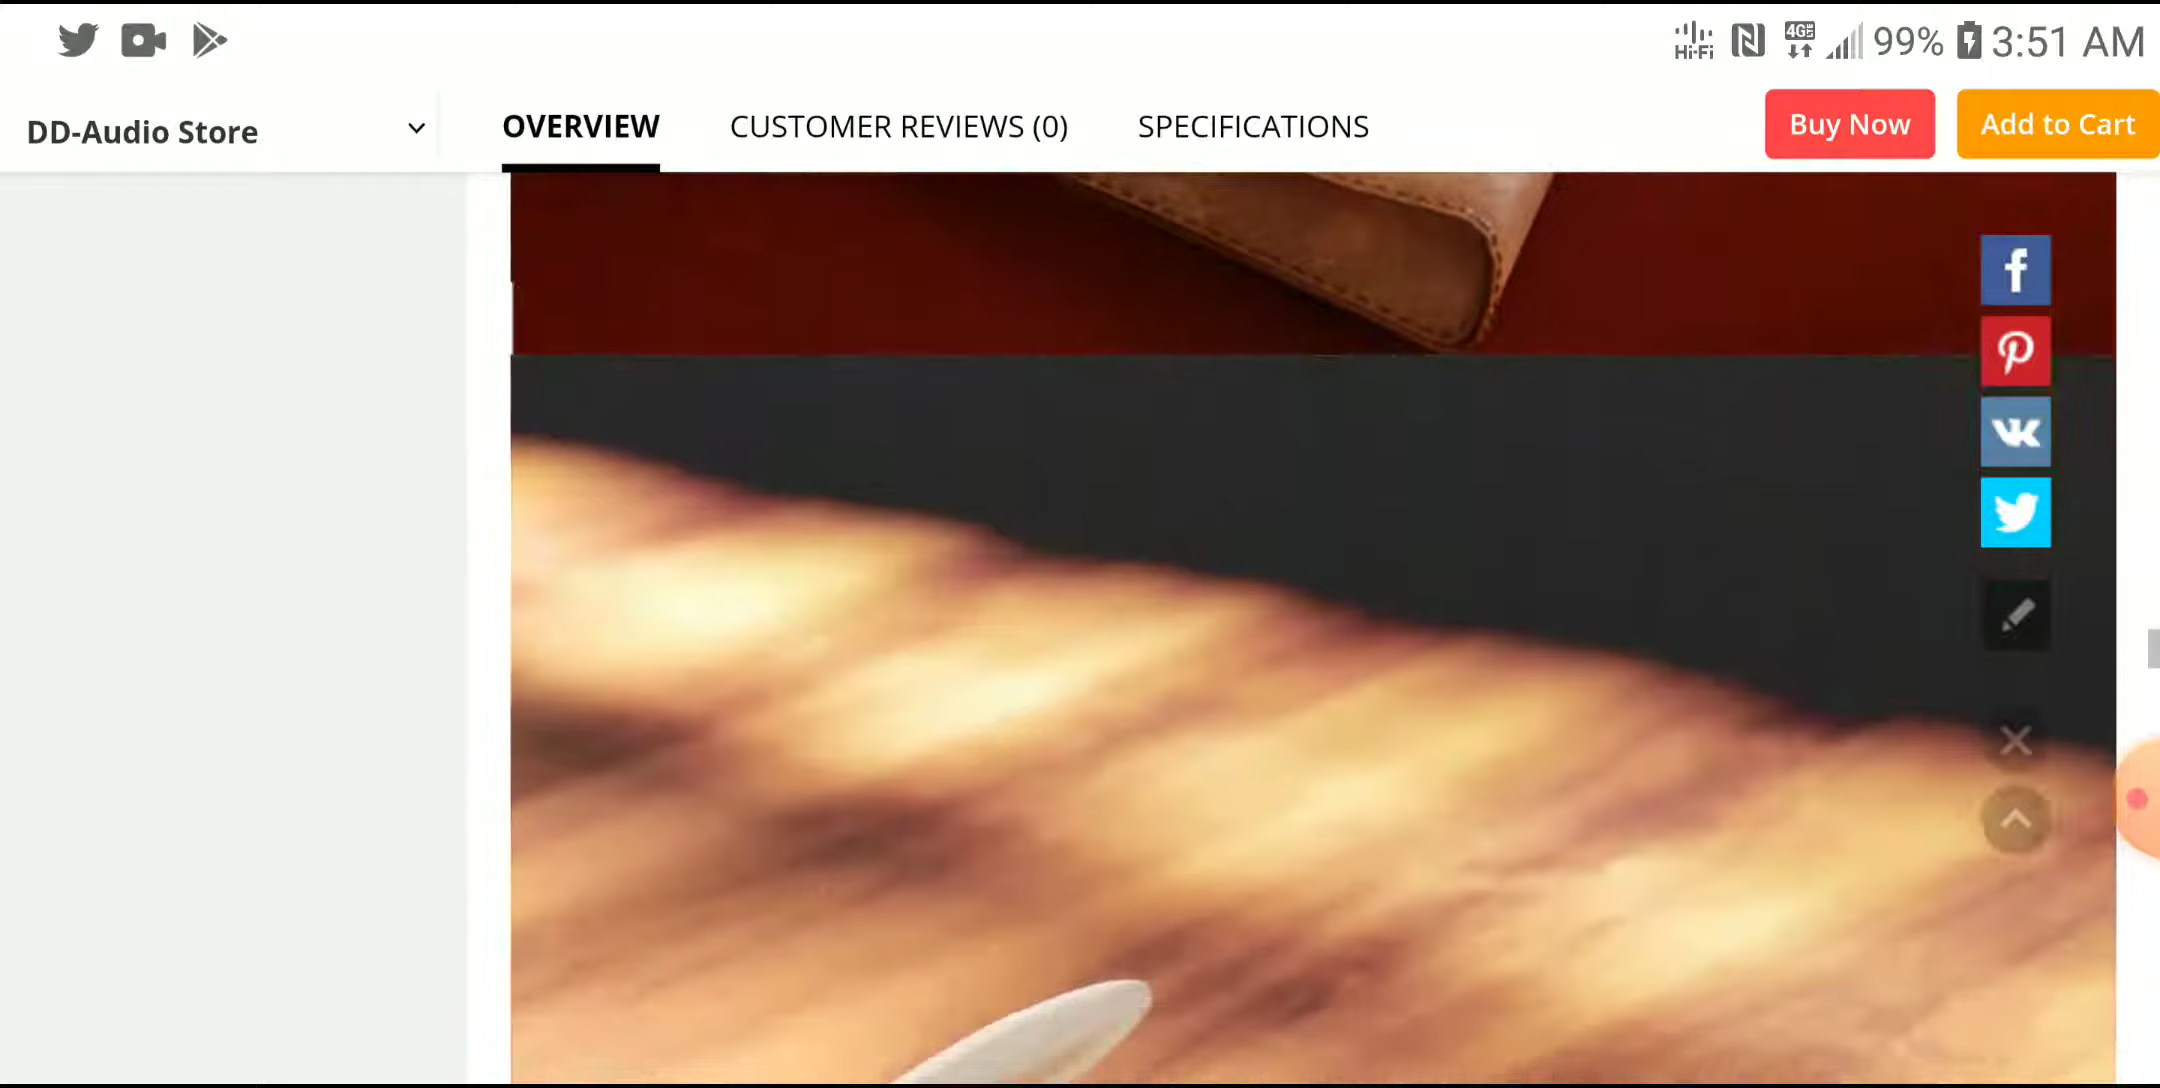 Hi-Fi 4GE 99% 3:51 AM
DD-Audio Store OVERVIEW CUSTOMER REVIEWS (0) SPECIFICATIONS Buy Now Add to Cart